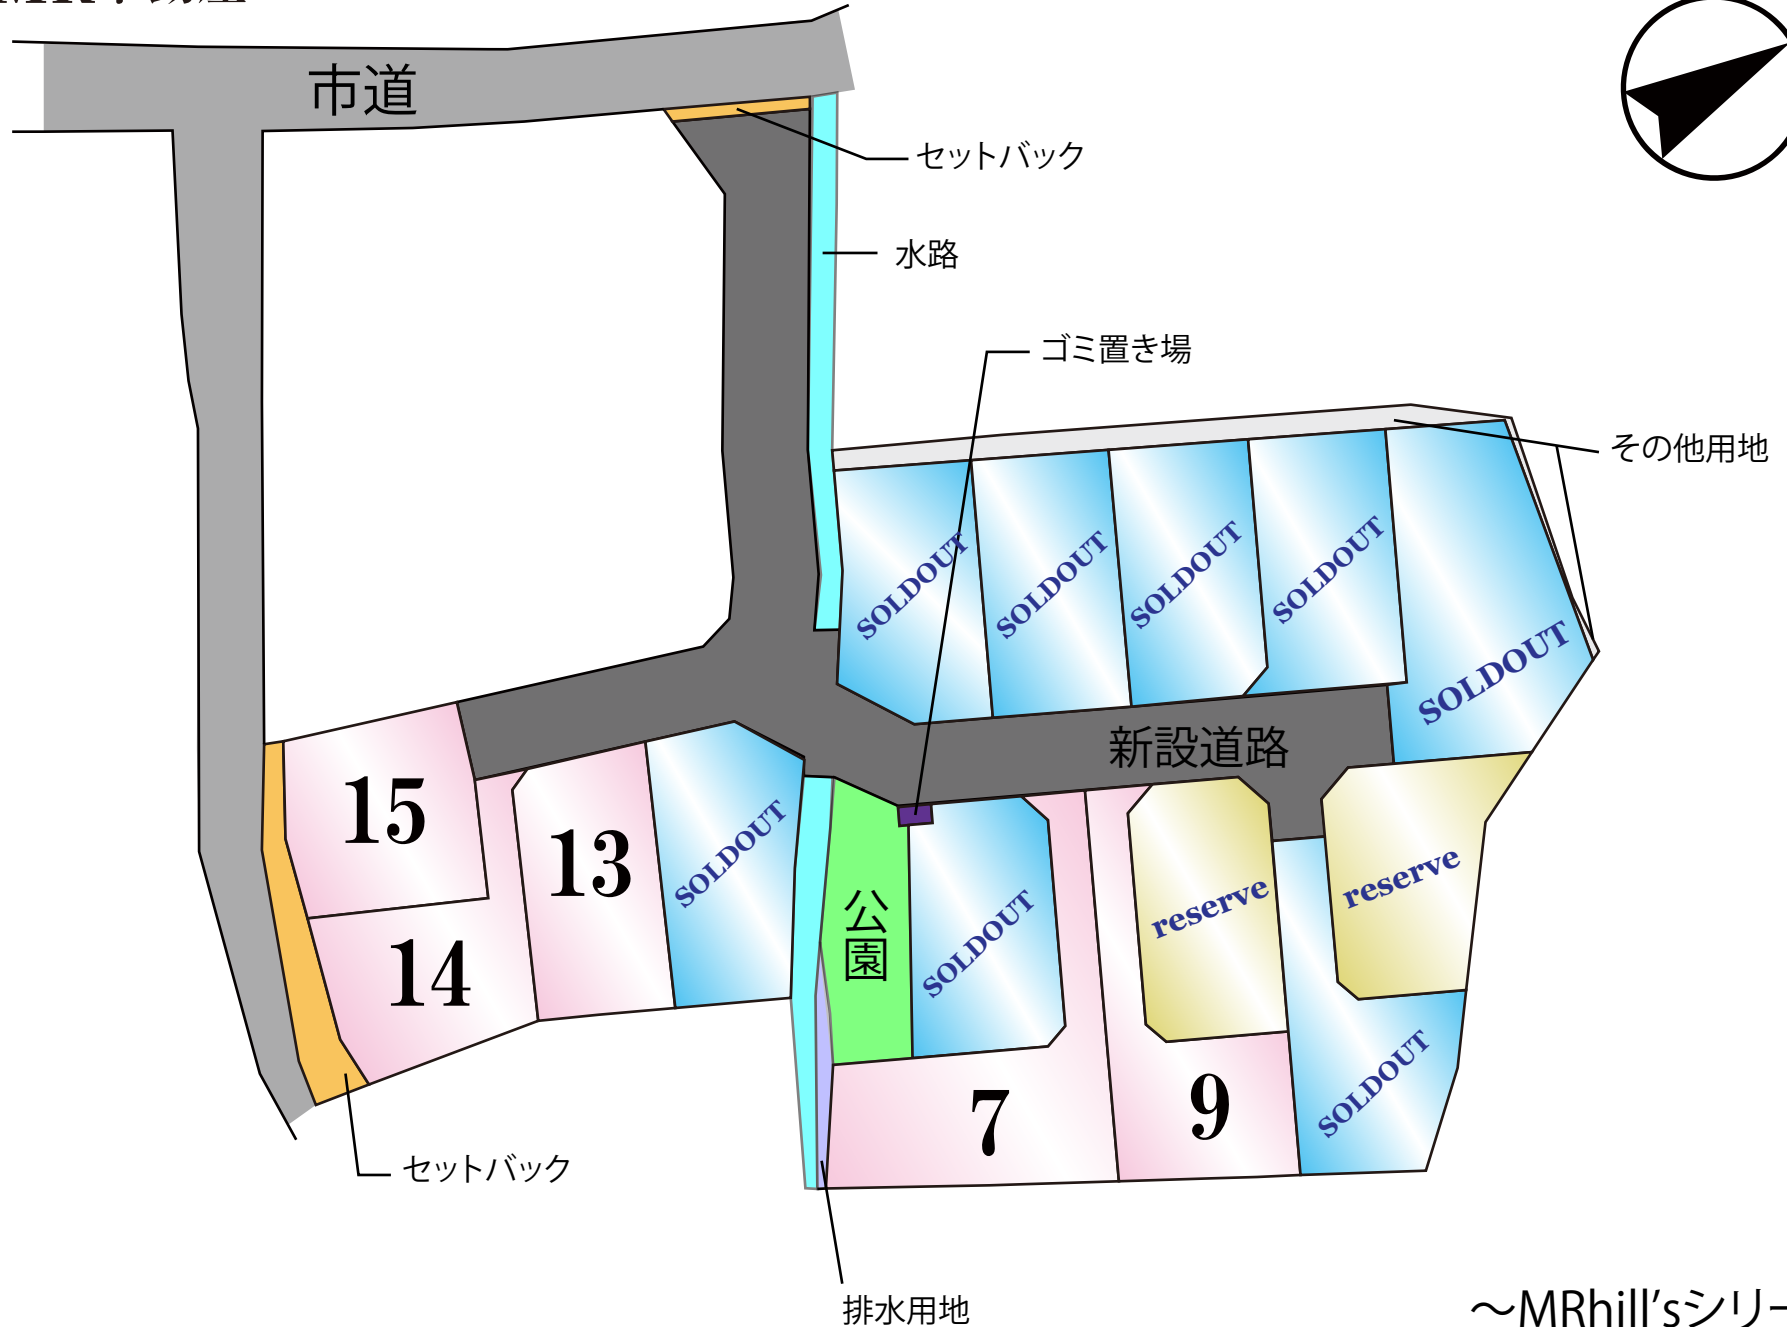 市道
セットバック
水路
ゴミ置き場
その他用地
SOLDOUT
SOLDOUT
SOLDOUT
SOLDOUT
SOLDOUT
新設道路
15
13
SOLDOUT
14
公園
SOLDOUT
reserve
reserve
7
9
SOLDOUT
セットバック
排水用地
～MRhill'sシリー